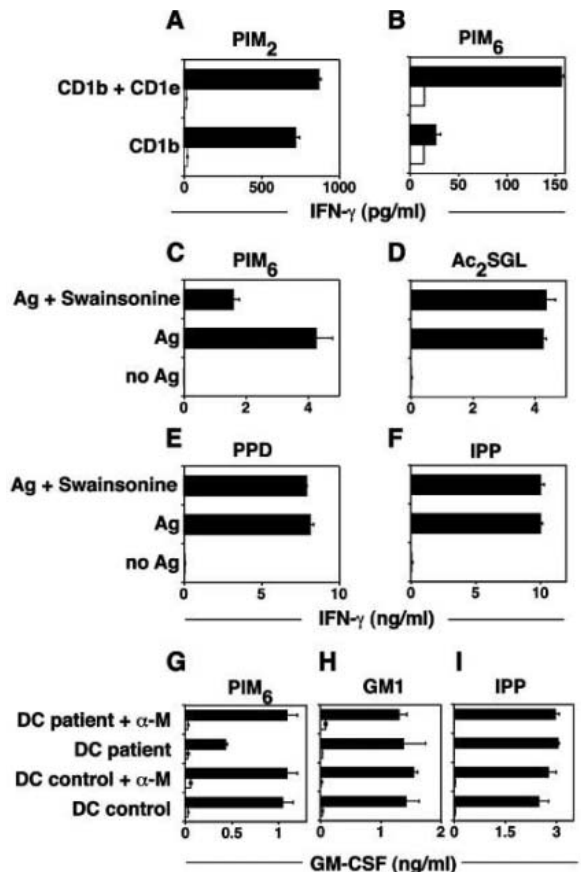 A B
PIM2 PIM6
CD1b + CD1e
CD1b
0 500 1000 0 50 100 150
IFN-γ (pg/ml)
C D
PIM6 Ac2SGL
Ag + Swainsonine
Ag
no Ag
0 2 4 0 2 4
E F
PPD IPP
Ag + Swainsonine
Ag
no Ag
0 5 10 0 5 10
IFN-γ (ng/ml)
G H I
PIM6 GM1 IPP
DC patient + α-M
DC patient
DC control + α-M
DC control
0 0.5 1 0 1 2 0 1.5 3
GM-CSF (ng/ml)